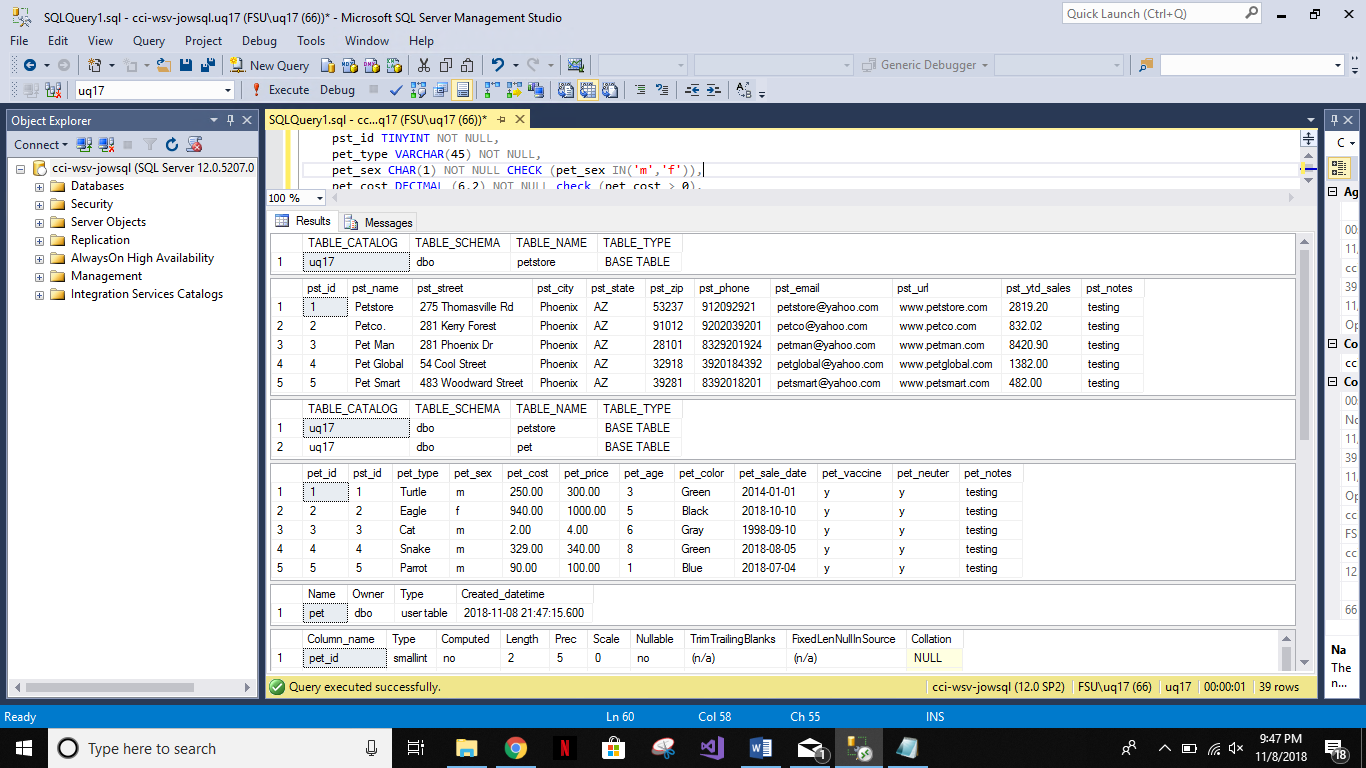 SQLQuery1.sql - cci-wsv-jowsql.uq17 (FSU\uq17 (66))* - Microsoft SQL Server Management Studio
Quick Launch (Ctrl+Q)
File Edit View Query Project Debug Tools Window Help
New Query Generic Debugger
uq17 Execute Debug
Object Explorer
Connect
cci-wsv-jowsql (SQL Server 12.0.5207.0
Databases
Security
Server Objects
Replication
AlwaysOn High Availability
Management
Integration Services Catalogs
SQLQuery1.sql - cc...q17 (FSU\uq17 (66))*
pst_id TINYINT NOT NULL,
pet_type VARCHAR(45) NOT NULL,
pet_sex CHAR(1) NOT NULL CHECK (pet_sex IN('m','f')),
pet_cost DECIMAL (6,2) NOT NULL check (pet_cost > 0),
100 %
Results Messages
TABLE_CATALOG TABLE_SCHEMA TABLE_NAME TABLE_TYPE
1 uq17 dbo petstore BASE TABLE
pst_id pst_name pst_street pst_city pst_state pst_zip pst_phone pst_email pst_url pst_ytd_sales pst_notes
1 1 Petstore 275 Thomasville Rd Phoenix AZ 53237 912092921 petstore@yahoo.com www.petstore.com 2819.20 testing
2 2 Petco. 281 Kerry Forest Phoenix AZ 91012 9202039201 petco@yahoo.com www.petco.com 832.02 testing
3 3 Pet Man 281 Phoenix Dr Phoenix AZ 28101 8329201924 petman@yahoo.com www.petman.com 8420.90 testing
4 4 Pet Global 54 Cool Street Phoenix AZ 32918 3920184392 petglobal@yahoo.com www.petglobal.com 1382.00 testing
5 5 Pet Smart 483 Woodward Street Phoenix AZ 39281 8392018201 petsmart@yahoo.com www.petsmart.com 482.00 testing
TABLE_CATALOG TABLE_SCHEMA TABLE_NAME TABLE_TYPE
1 uq17 dbo petstore BASE TABLE
2 uq17 dbo pet BASE TABLE
pet_id pst_id pet_type pet_sex pet_cost pet_price pet_age pet_color pet_sale_date pet_vaccine pet_neuter pet_notes
1 1 1 Turtle m 250.00 300.00 3 Green 2014-01-01 y y testing
2 2 2 Eagle f 940.00 1000.00 5 Black 2018-10-10 y y testing
3 3 3 Cat m 2.00 4.00 6 Gray 1998-09-10 y y testing
4 4 4 Snake m 329.00 340.00 8 Green 2018-08-05 y y testing
5 5 5 Parrot m 90.00 100.00 1 Blue 2018-07-04 y y testing
Name Owner Type Created_datetime
1 pet dbo user table 2018-11-08 21:47:15.600
Column_name Type Computed Length Prec Scale Nullable TrimTrailingBlanks FixedLenNullInSource Collation
1 pet_id smallint no 2 5 0 no (n/a) (n/a) NULL
Query executed successfully. cci-wsv-jowsql (12.0 SP2) FSU\uq17 (66) uq17 00:00:01 39 rows
C
Ag
00:
11,
cc
39
11,
Op
Co
cc
Co
00:
No
11,
39
11,
Op
cc
FS
cc
12
66
Na
The
n...
Ready Ln 60 Col 58 Ch 55 INS
Type here to search
1
9:47 PM
11/8/2018
18